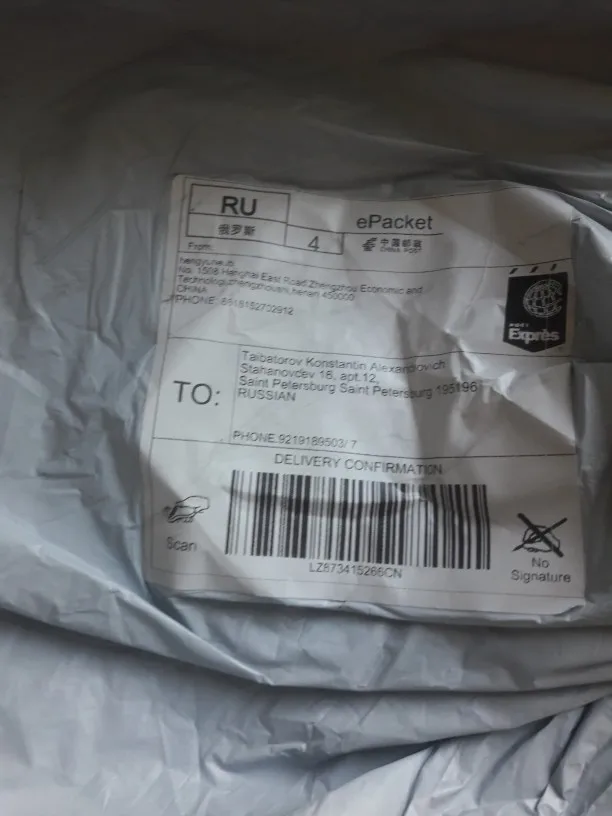 RU
ePacket
俄罗斯
4
中国邮政
CHINA POST
From:
No. 1508 Hanghai East Road Zhengzhou Economic and
450000
CHINA
PHONE: 8618182702912
Exprès
Taibatorov Konstantin Alexandrovich
Stahanovcev 16, apt.12,
Saint Petersburg Saint Petersburg 195196
TO:
RUSSIAN
PHONE.9219189503/7
DELIVERY CONFIRMATION
Scan
LZ873415266CN
No
Signature